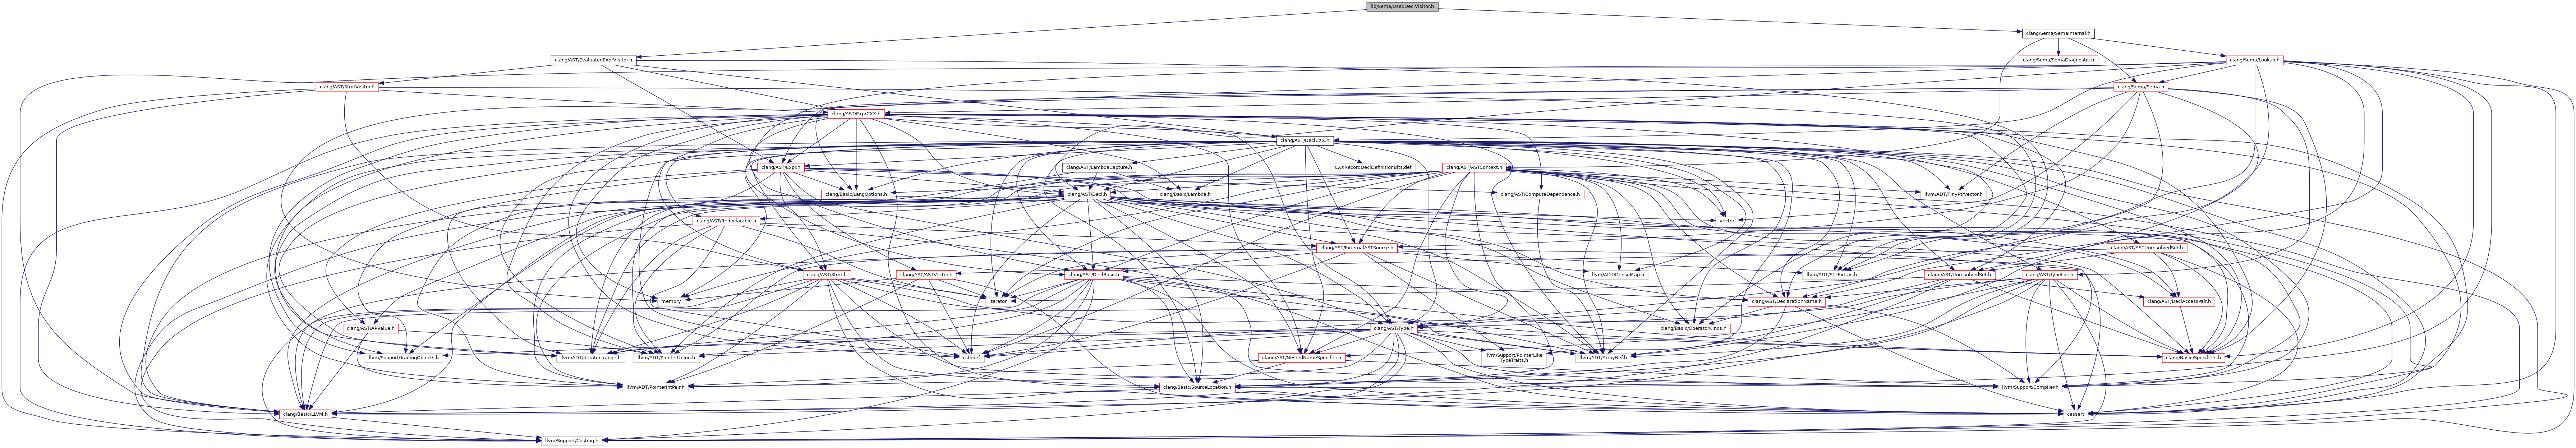 lib/Sema/UsedDeclVisitor.h
clang/Sema/SemaInternal.h
clang/AST/EvaluatedExprVisitor.h
clang/Sema/SemaDiagnostic.h
clang/Sema/Lookup.h
clang/AST/StmtVisitor.h
clang/Sema/Sema.h
clang/AST/ExprCXX.h
clang/AST/DeclCXX.h
clang/AST/Expr.h
clang/AST/LambdaCapture.h
CXXRecordDeclDefinitionBits.def
clang/AST/ASTContext.h
clang/Basic/LangOptions.h
clang/AST/Decl.h
clang/Basic/Lambda.h
clang/AST/ComputeDependence.h
llvm/ADT/TinyPtrVector.h
clang/AST/Redeclarable.h
vector
clang/AST/ExternalASTSource.h
clang/AST/ASTUnresolvedSet.h
clang/AST/Stmt.h
clang/AST/ASTVector.h
clang/AST/DeclBase.h
llvm/ADT/DenseMap.h
llvm/ADT/STLExtras.h
clang/AST/UnresolvedSet.h
clang/AST/TypeLoc.h
memory
iterator
clang/AST/DeclarationName.h
clang/AST/DeclAccessPair.h
clang/AST/APValue.h
clang/AST/Type.h
clang/Basic/OperatorKinds.h
llvm/Support/TrailingObjects.h
llvm/ADT/iterator_range.h
llvm/ADT/PointerUnion.h
cstddef
clang/AST/NestedNameSpecifier.h
llvm/Support/PointerLike
TypeTraits.h
llvm/ADT/ArrayRef.h
clang/Basic/Specifiers.h
llvm/ADT/PointerIntPair.h
clang/Basic/SourceLocation.h
llvm/Support/Compiler.h
clang/Basic/LLVM.h
cassert
llvm/Support/Casting.h